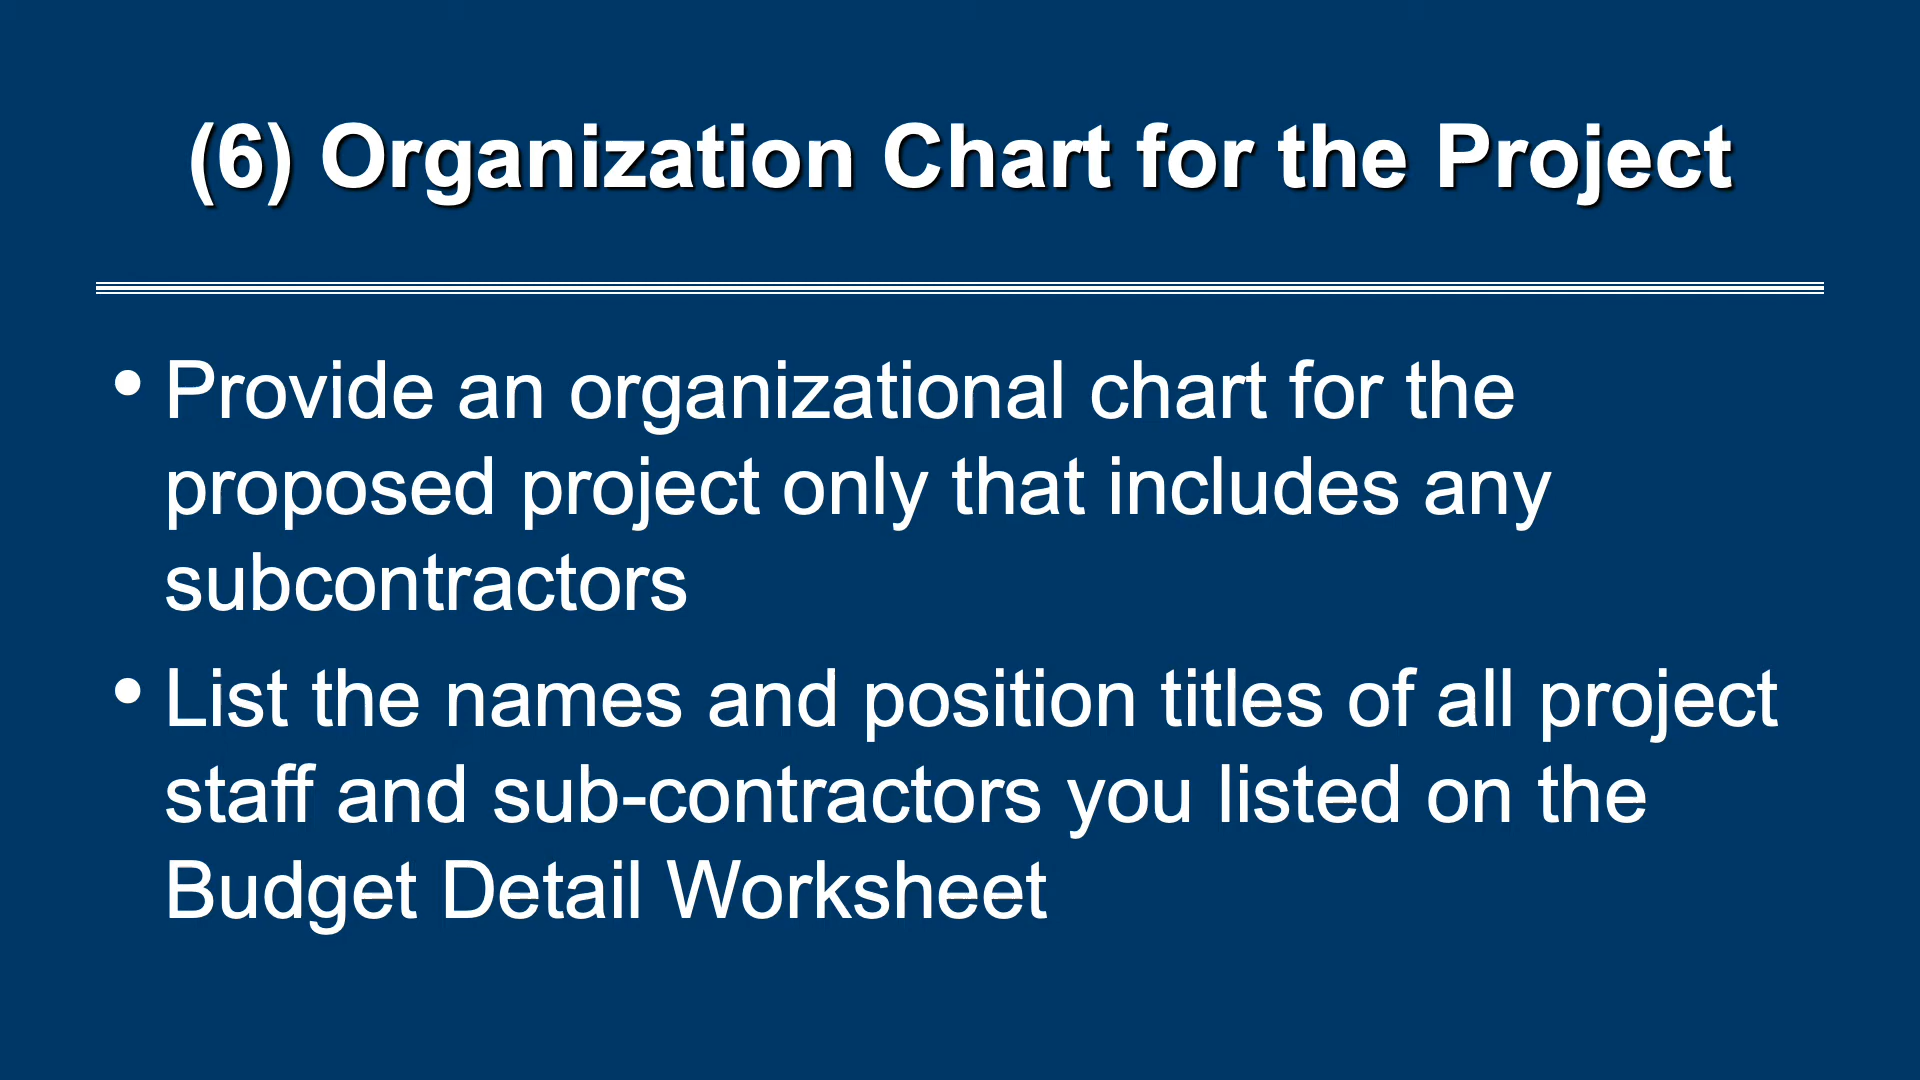 (6) Organization Chart for the Project
• Provide an organizational chart for the
proposed project only that includes any
subcontractors
• List the names and position titles of all project
staff and sub-contractors you listed on the
Budget Detail Worksheet